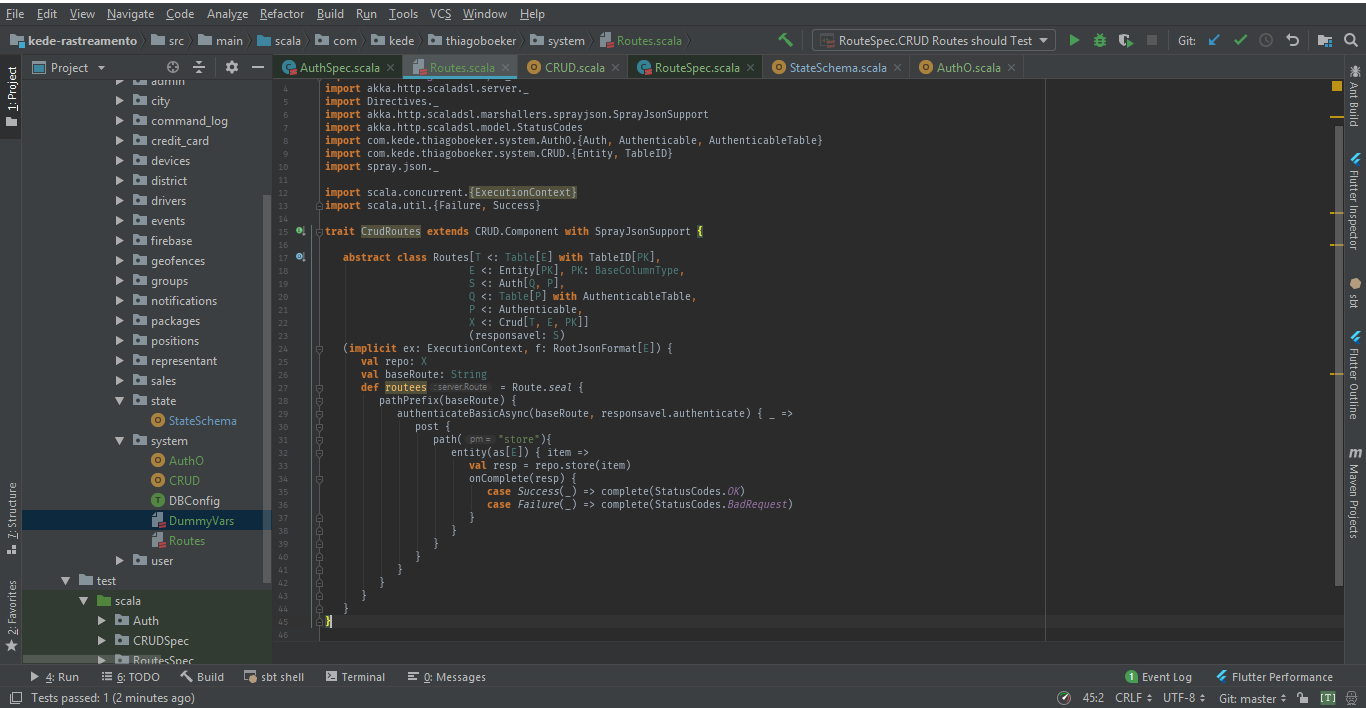 File Edit View Navigate Code Analyze Refactor Build Run Tools VCS Window Help
kede-rastreamento src main scala com kede thiagoboeker system Routes.scala RouteSpec.CRUD Routes should Test Git:
Project AuthSpec.scala Routes.scala CRUD.scala RouteSpec.scala StateSchema.scala AuthO.scala
1: Project
7: Structure
2: Favorites
admin
city
command_log
credit_card
devices
district
drivers
events
firebase
geofences
groups
notifications
packages
positions
representant
sales
state
StateSchema
system
AuthO
CRUD
DBConfig
DummyVars
Routes
user
test
scala
Auth
CRUDSpec
RoutesSpec
4 import akka.http.scaladsl.server._
5 import Directives._
6 import akka.http.scaladsl.marshallers.sprayjson.SprayJsonSupport
7 import akka.http.scaladsl.model.StatusCodes
8 import com.kede.thiagoboeker.system.AuthO.{Auth, Authenticable, AuthenticableTable}
9 import com.kede.thiagoboeker.system.CRUD.{Entity, TableID}
10 import spray.json._
11
12 import scala.concurrent.{ExecutionContext}
13 import scala.util.{Failure, Success}
14
15 trait CrudRoutes extends CRUD.Component with SprayJsonSupport {
16
17 abstract class Routes[T <: Table[E] with TableID[PK],
18 E <: Entity[PK], PK: BaseColumnType,
19 S <: Auth[Q, P],
20 Q <: Table[P] with AuthenticableTable,
21 P <: Authenticable,
22 X <: Crud[T, E, PK]]
23 (responsavel: S)
24 (implicit ex: ExecutionContext, f: RootJsonFormat[E]) {
25 val repo: X
26 val baseRoute: String
27 def routees : server.Route = Route.seal {
28 pathPrefix(baseRoute) {
29 authenticateBasicAsync(baseRoute, responsavel.authenticate) { _ =>
30 post {
31 path( pm = "store"){
32 entity(as[E]) { item =>
33 val resp = repo.store(item)
34 onComplete(resp) {
35 case Success(_) => complete(StatusCodes.OK)
36 case Failure(_) => complete(StatusCodes.BadRequest)
37 }
38 }
39 }
40 }
41 }
42 }
43 }
44 }
45 }
46
Ant Build
Flutter Inspector
sbt
Flutter Outline
Maven Projects
4: Run 6: TODO Build sbt shell Terminal 0: Messages 1 Event Log Flutter Performance
Tests passed: 1 (2 minutes ago) 45:2 CRLF UTF-8 Git: master [T]